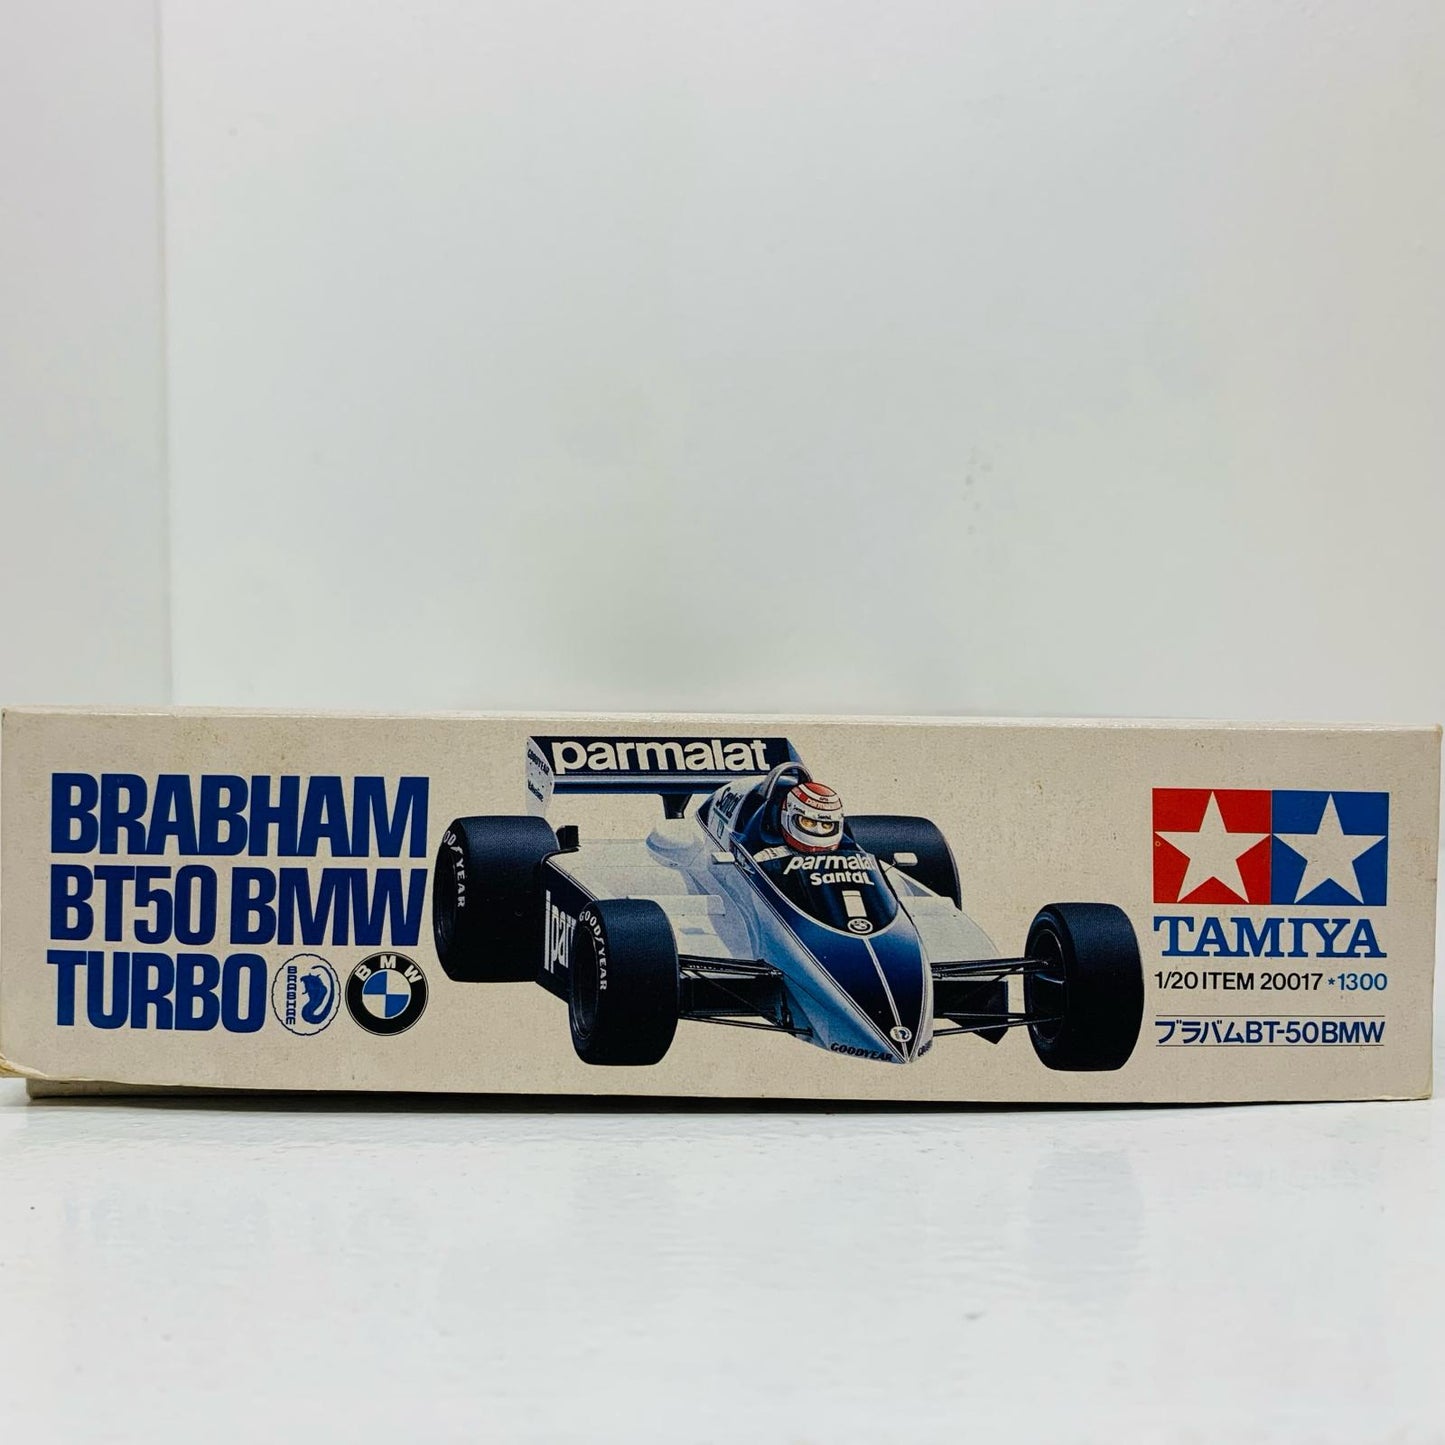 BRABHAM
BT50 BMW
TURBO
BMW
parmalat
GOODYEAR
parmalat
Santal
GOODYEAR
GOODYEAR
TAMIYA
1/20 ITEM 20017 *1300
ブラバムBT-50BMW